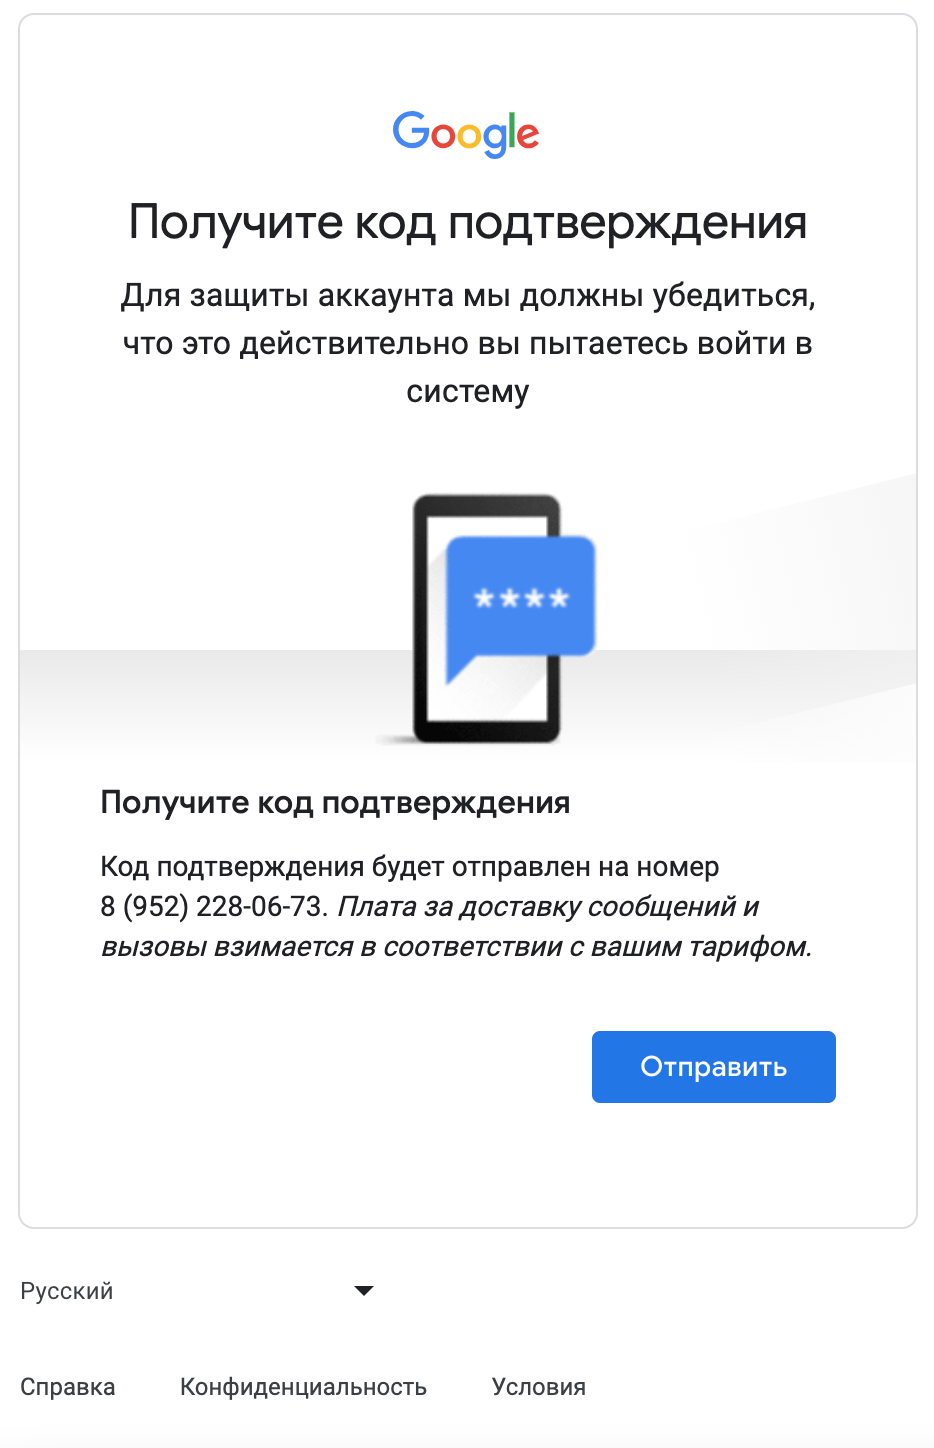 Google
Получите код подтверждения
Для защиты аккаунта мы должны убедиться,
что это действительно вы пытаетесь войти в
систему
****
Получите код подтверждения
Код подтверждения будет отправлен на номер
8 (952) 228-06-73. Плата за доставку сообщений и
вызовы взимается в соответствии с вашим тарифом.
Отправить
Русский
Справка Конфиденциальность Условия